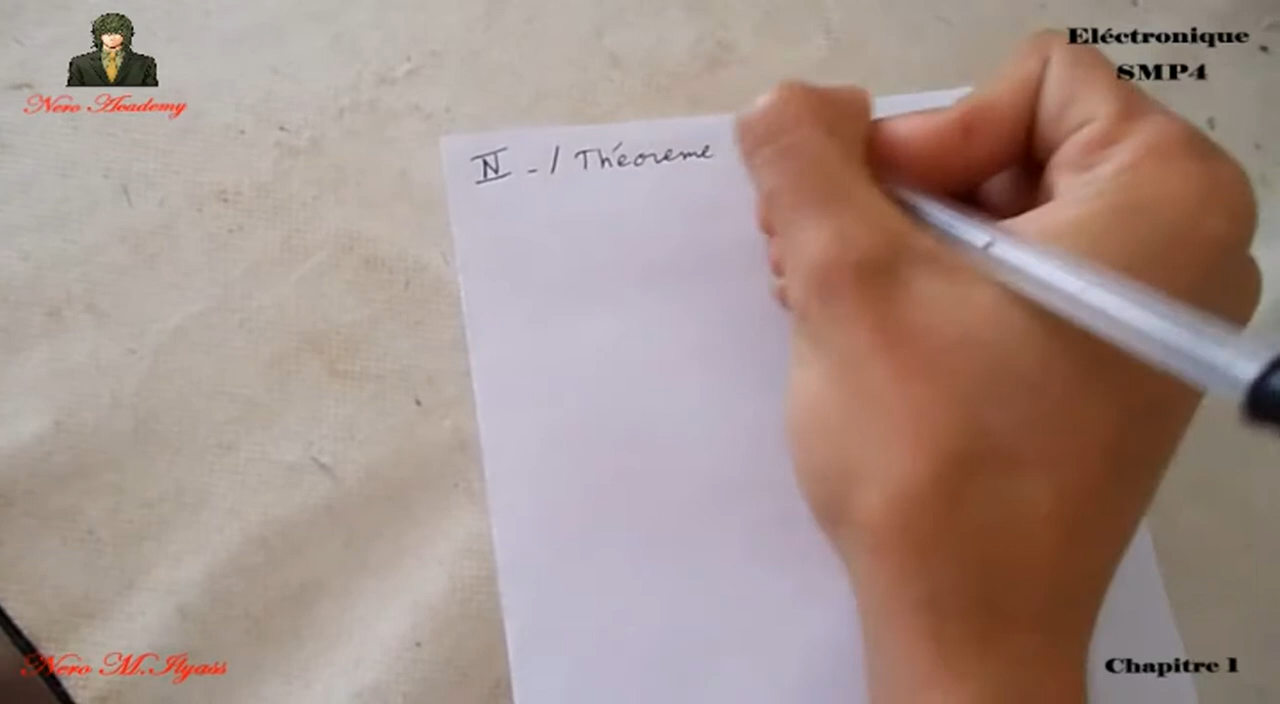 Eléctronique
SMP4
Nero Academy
IV - / Théoreme
Nero M.Ilyass
Chapitre 1